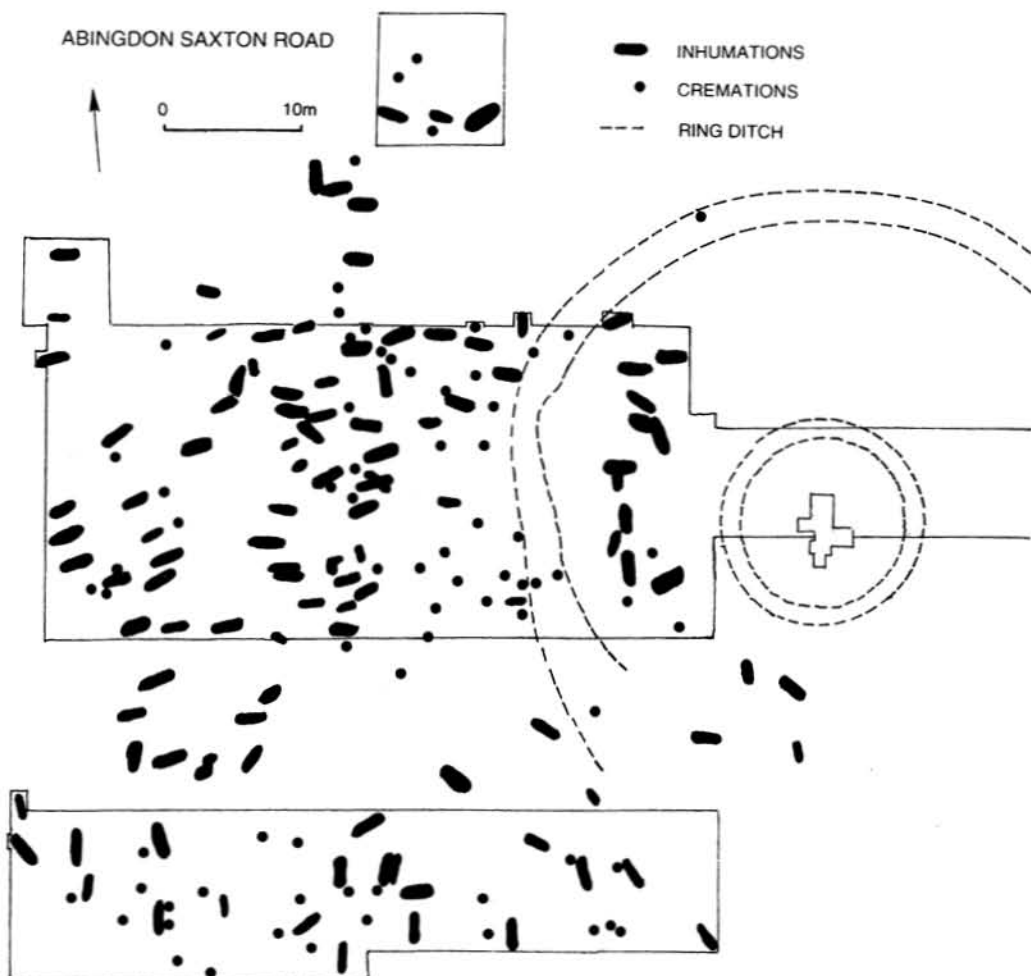 ABINGDON SAXTON ROAD
0 10m
INHUMATIONS
CREMATIONS
RING DITCH